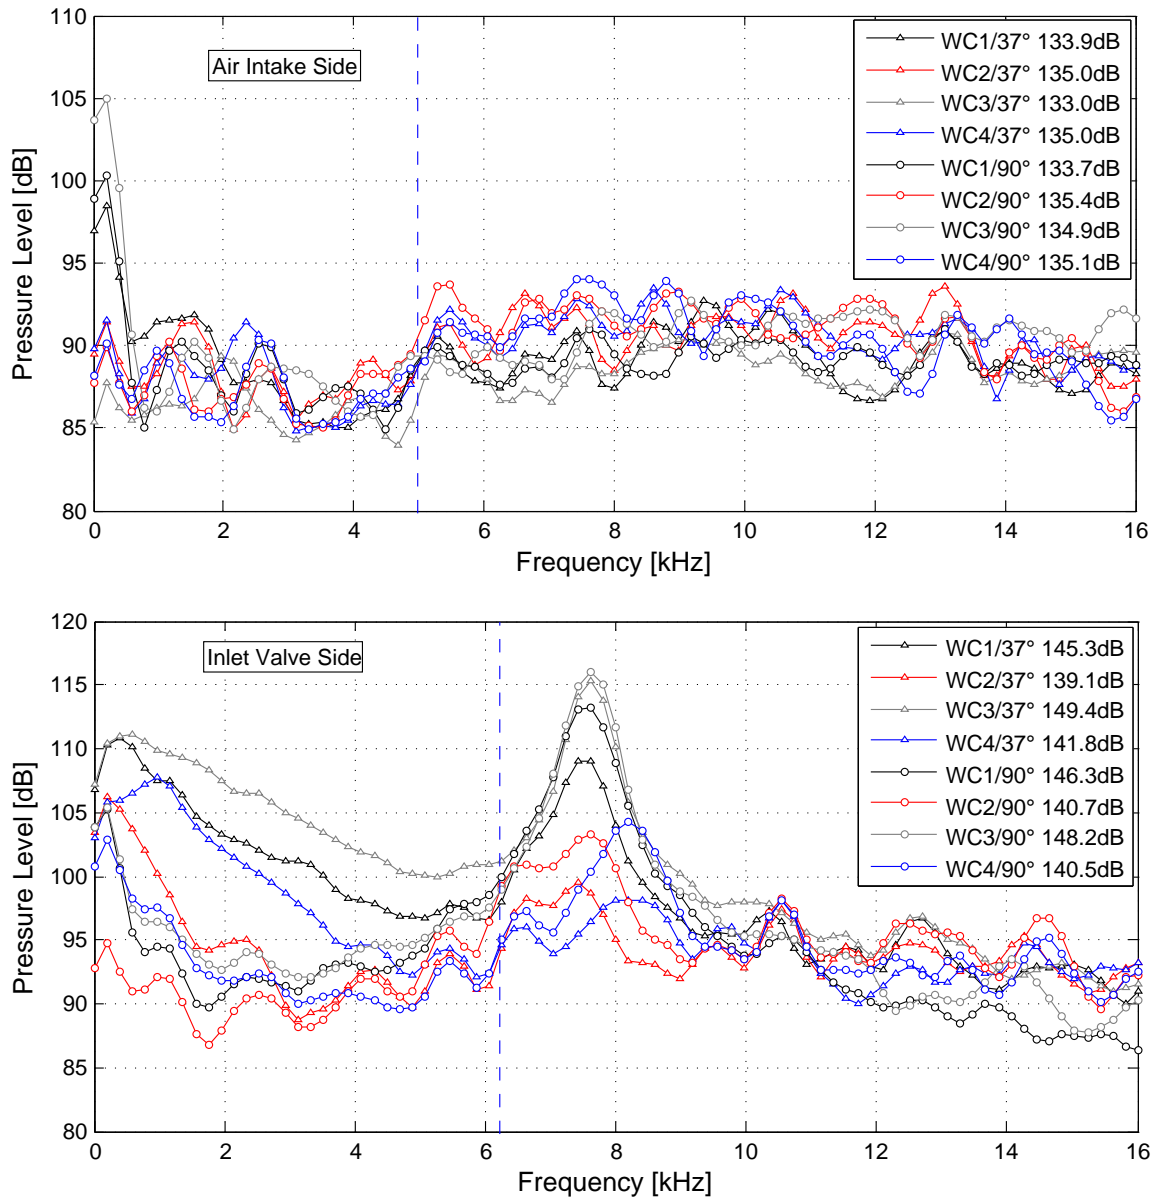 110
105
100
95
90
85
80
Pressure Level [dB]
Air Intake Side
WC1/37° 133.9dB
WC2/37° 135.0dB
WC3/37° 133.0dB
WC4/37° 135.0dB
WC1/90° 133.7dB
WC2/90° 135.4dB
WC3/90° 134.9dB
WC4/90° 135.1dB
0 2 4 6 8 10 12 14 16
Frequency [kHz]
120
115
110
105
100
95
90
85
80
Pressure Level [dB]
Inlet Valve Side
WC1/37° 145.3dB
WC2/37° 139.1dB
WC3/37° 149.4dB
WC4/37° 141.8dB
WC1/90° 146.3dB
WC2/90° 140.7dB
WC3/90° 148.2dB
WC4/90° 140.5dB
0 2 4 6 8 10 12 14 16
Frequency [kHz]